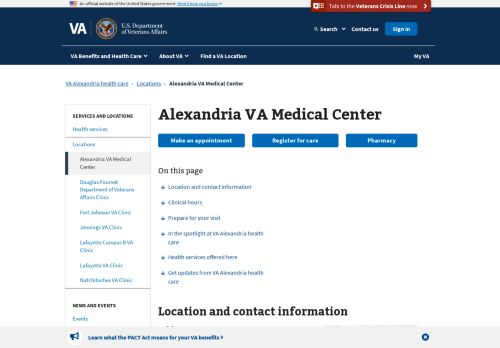 An official website of the United States government Here's how you know
Talk to the Veterans Crisis Line now
VA
U.S. Department
of Veterans Affairs
Search
Contact us
Sign in
VA Benefits and Health Care
About VA
Find a VA Location
My VA
VA Alexandria health care › Locations › Alexandria VA Medical Center
SERVICES AND LOCATIONS
Health services
Locations
Alexandria VA Medical
Center
Douglas Fournet
Department of Veterans
Affairs Clinic
Fort Johnson VA Clinic
Jennings VA Clinic
Lafayette Campus B VA
Clinic
Lafayette VA Clinic
Natchitoches VA Clinic
NEWS AND EVENTS
Events
Alexandria VA Medical Center
Make an appointment
Register for care
Pharmacy
On this page
Location and contact information
Clinical hours
Prepare for your visit
In the spotlight at VA Alexandria health
care
Health services offered here
Get updates from VA Alexandria health
care
Location and contact information
Learn what the PACT Act means for your VA benefits